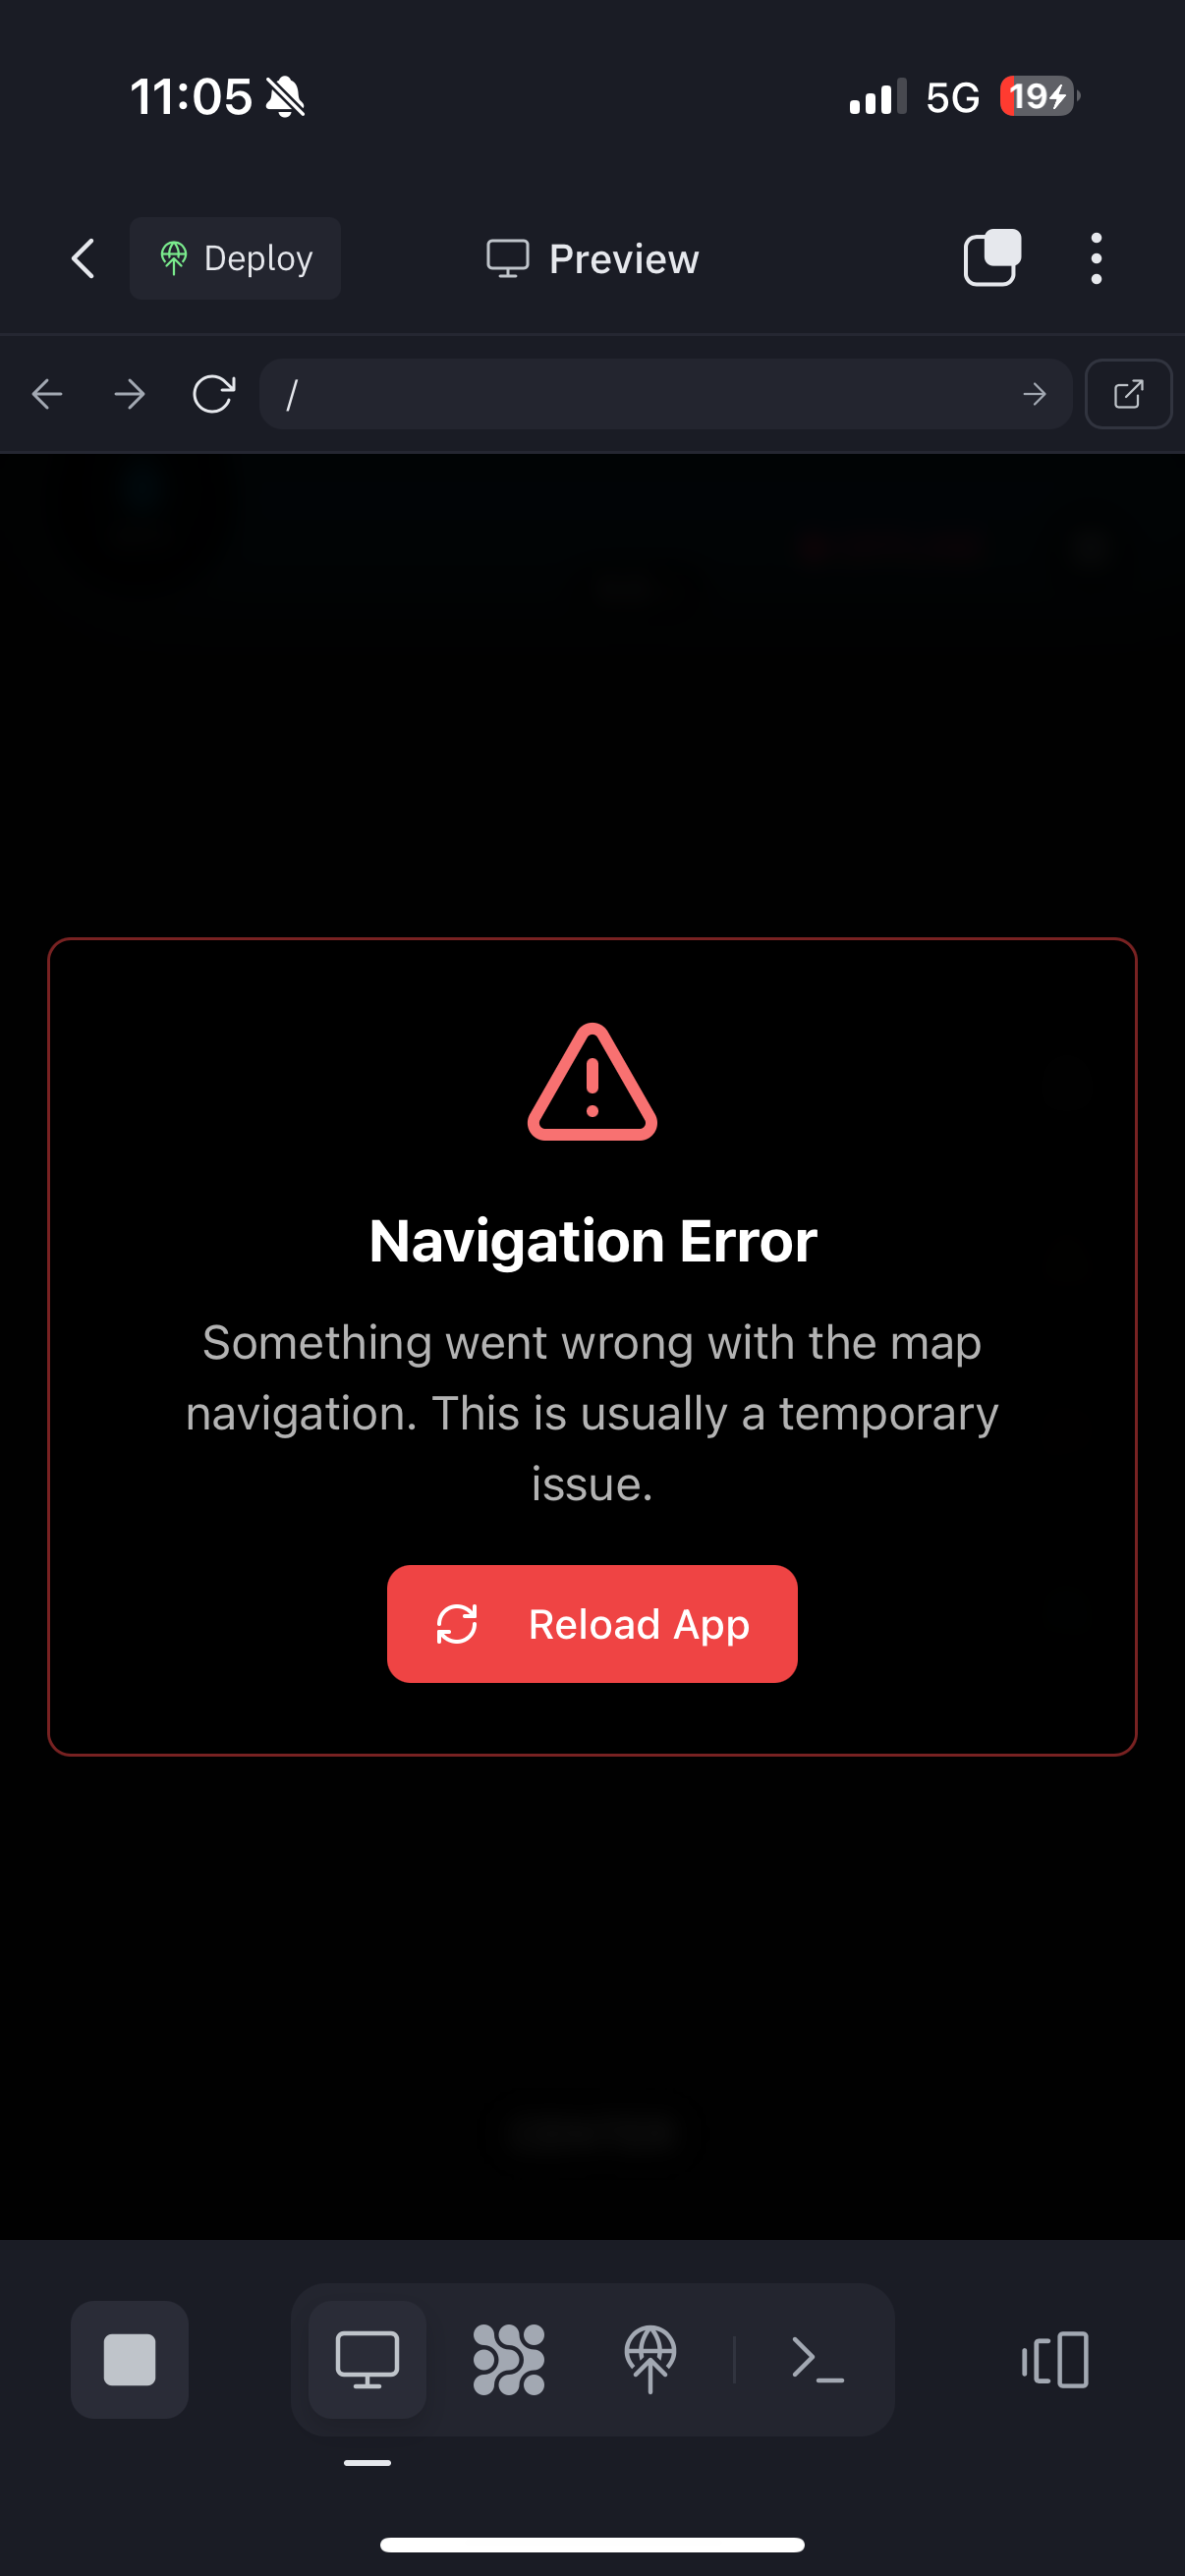 11:05
5G
19
Deploy
Preview
/
Navigation Error
Something went wrong with the map
navigation. This is usually a temporary
issue.
Reload App